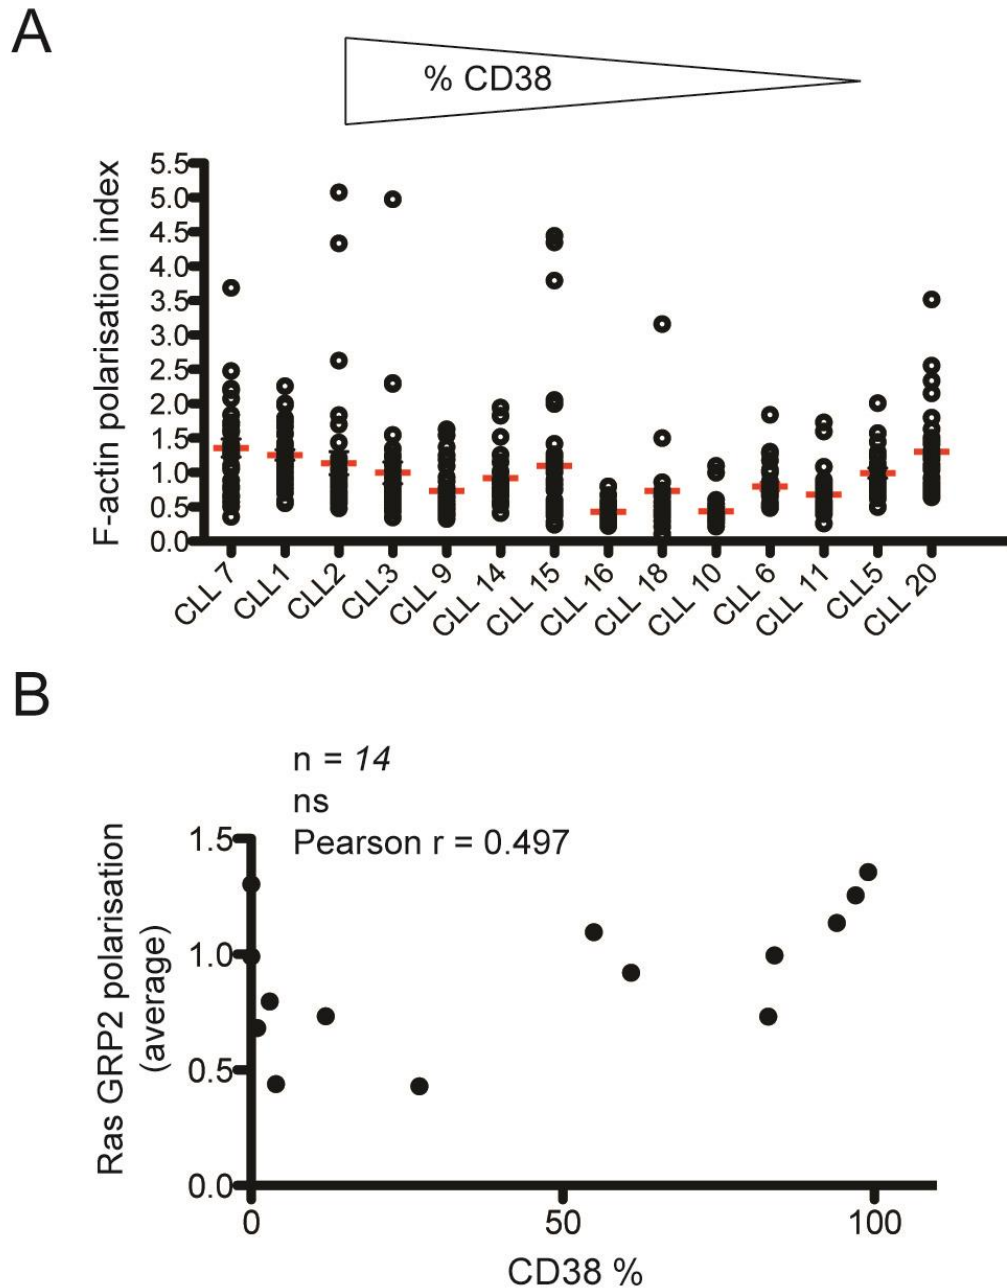 A
% CD38
F-actin polarisation index
5.5
5.0
4.5
4.0
3.5
3.0
2.5
2.0
1.5
1.0
0.5
0.0
CLL 7
CLL1
CLL2
CLL3
CLL 9
CLL 14
CLL 15
CLL 16
CLL 18
CLL 10
CLL 6
CLL 11
CLL5
CLL 20
B
n = 14
ns
Pearson r = 0.497
Ras GRP2 polarisation
(average)
1.5
1.0
0.5
0.0
0
50
100
CD38 %